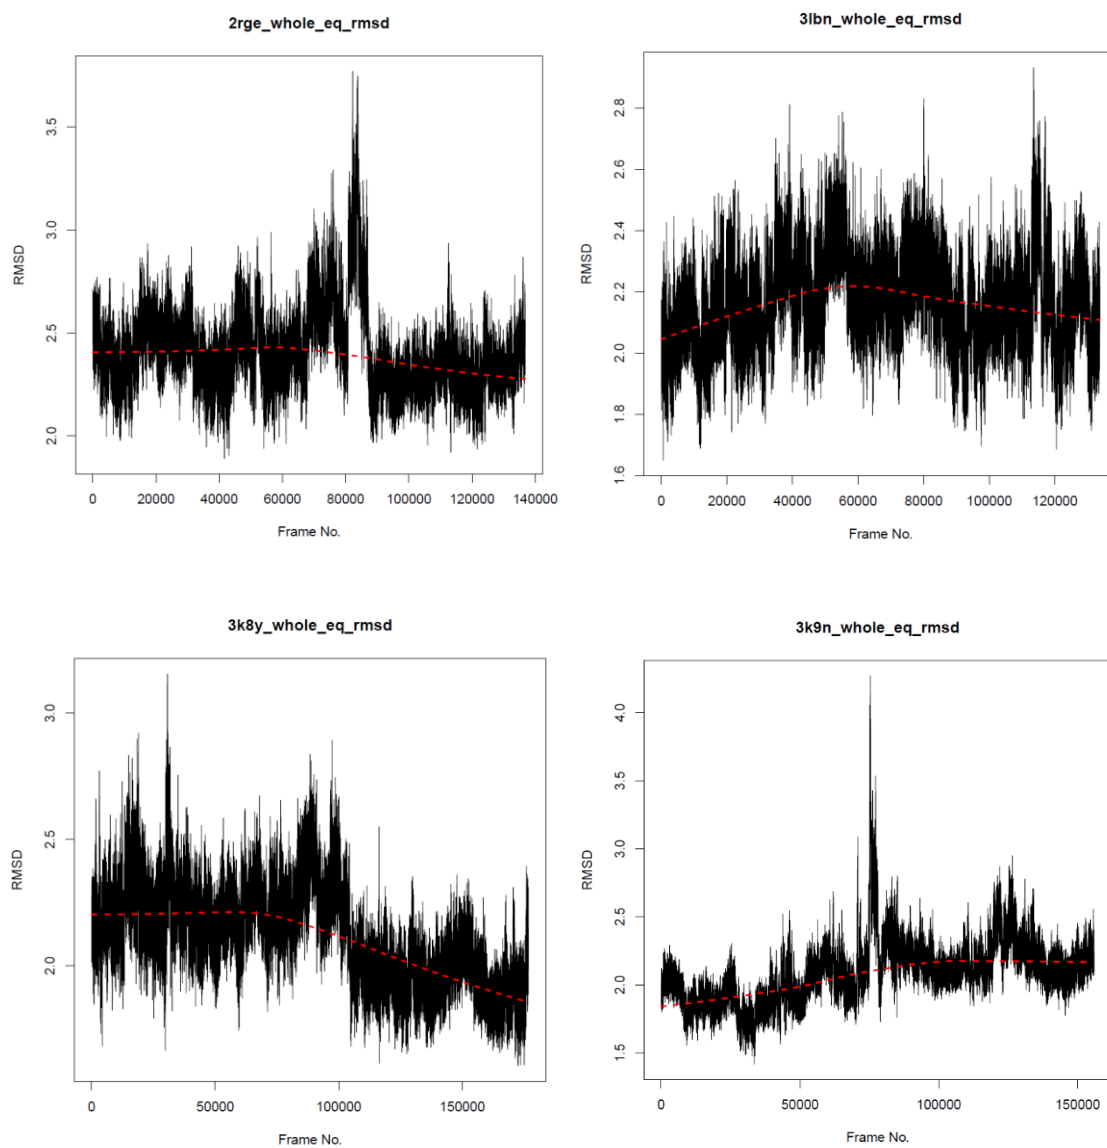 2rge_whole_eq_rmsd
RMSD
3.5
3.0
2.5
2.0
0 20000 40000 60000 80000 100000 120000 140000
Frame No.
3lbn_whole_eq_rmsd
RMSD
2.8
2.6
2.4
2.2
2.0
1.8
1.6
0 20000 40000 60000 80000 100000 120000
Frame No.
3k8y_whole_eq_rmsd
RMSD
3.0
2.5
2.0
0 50000 100000 150000
Frame No.
3k9n_whole_eq_rmsd
RMSD
4.0
3.5
3.0
2.5
2.0
1.5
0 50000 100000 150000
Frame No.